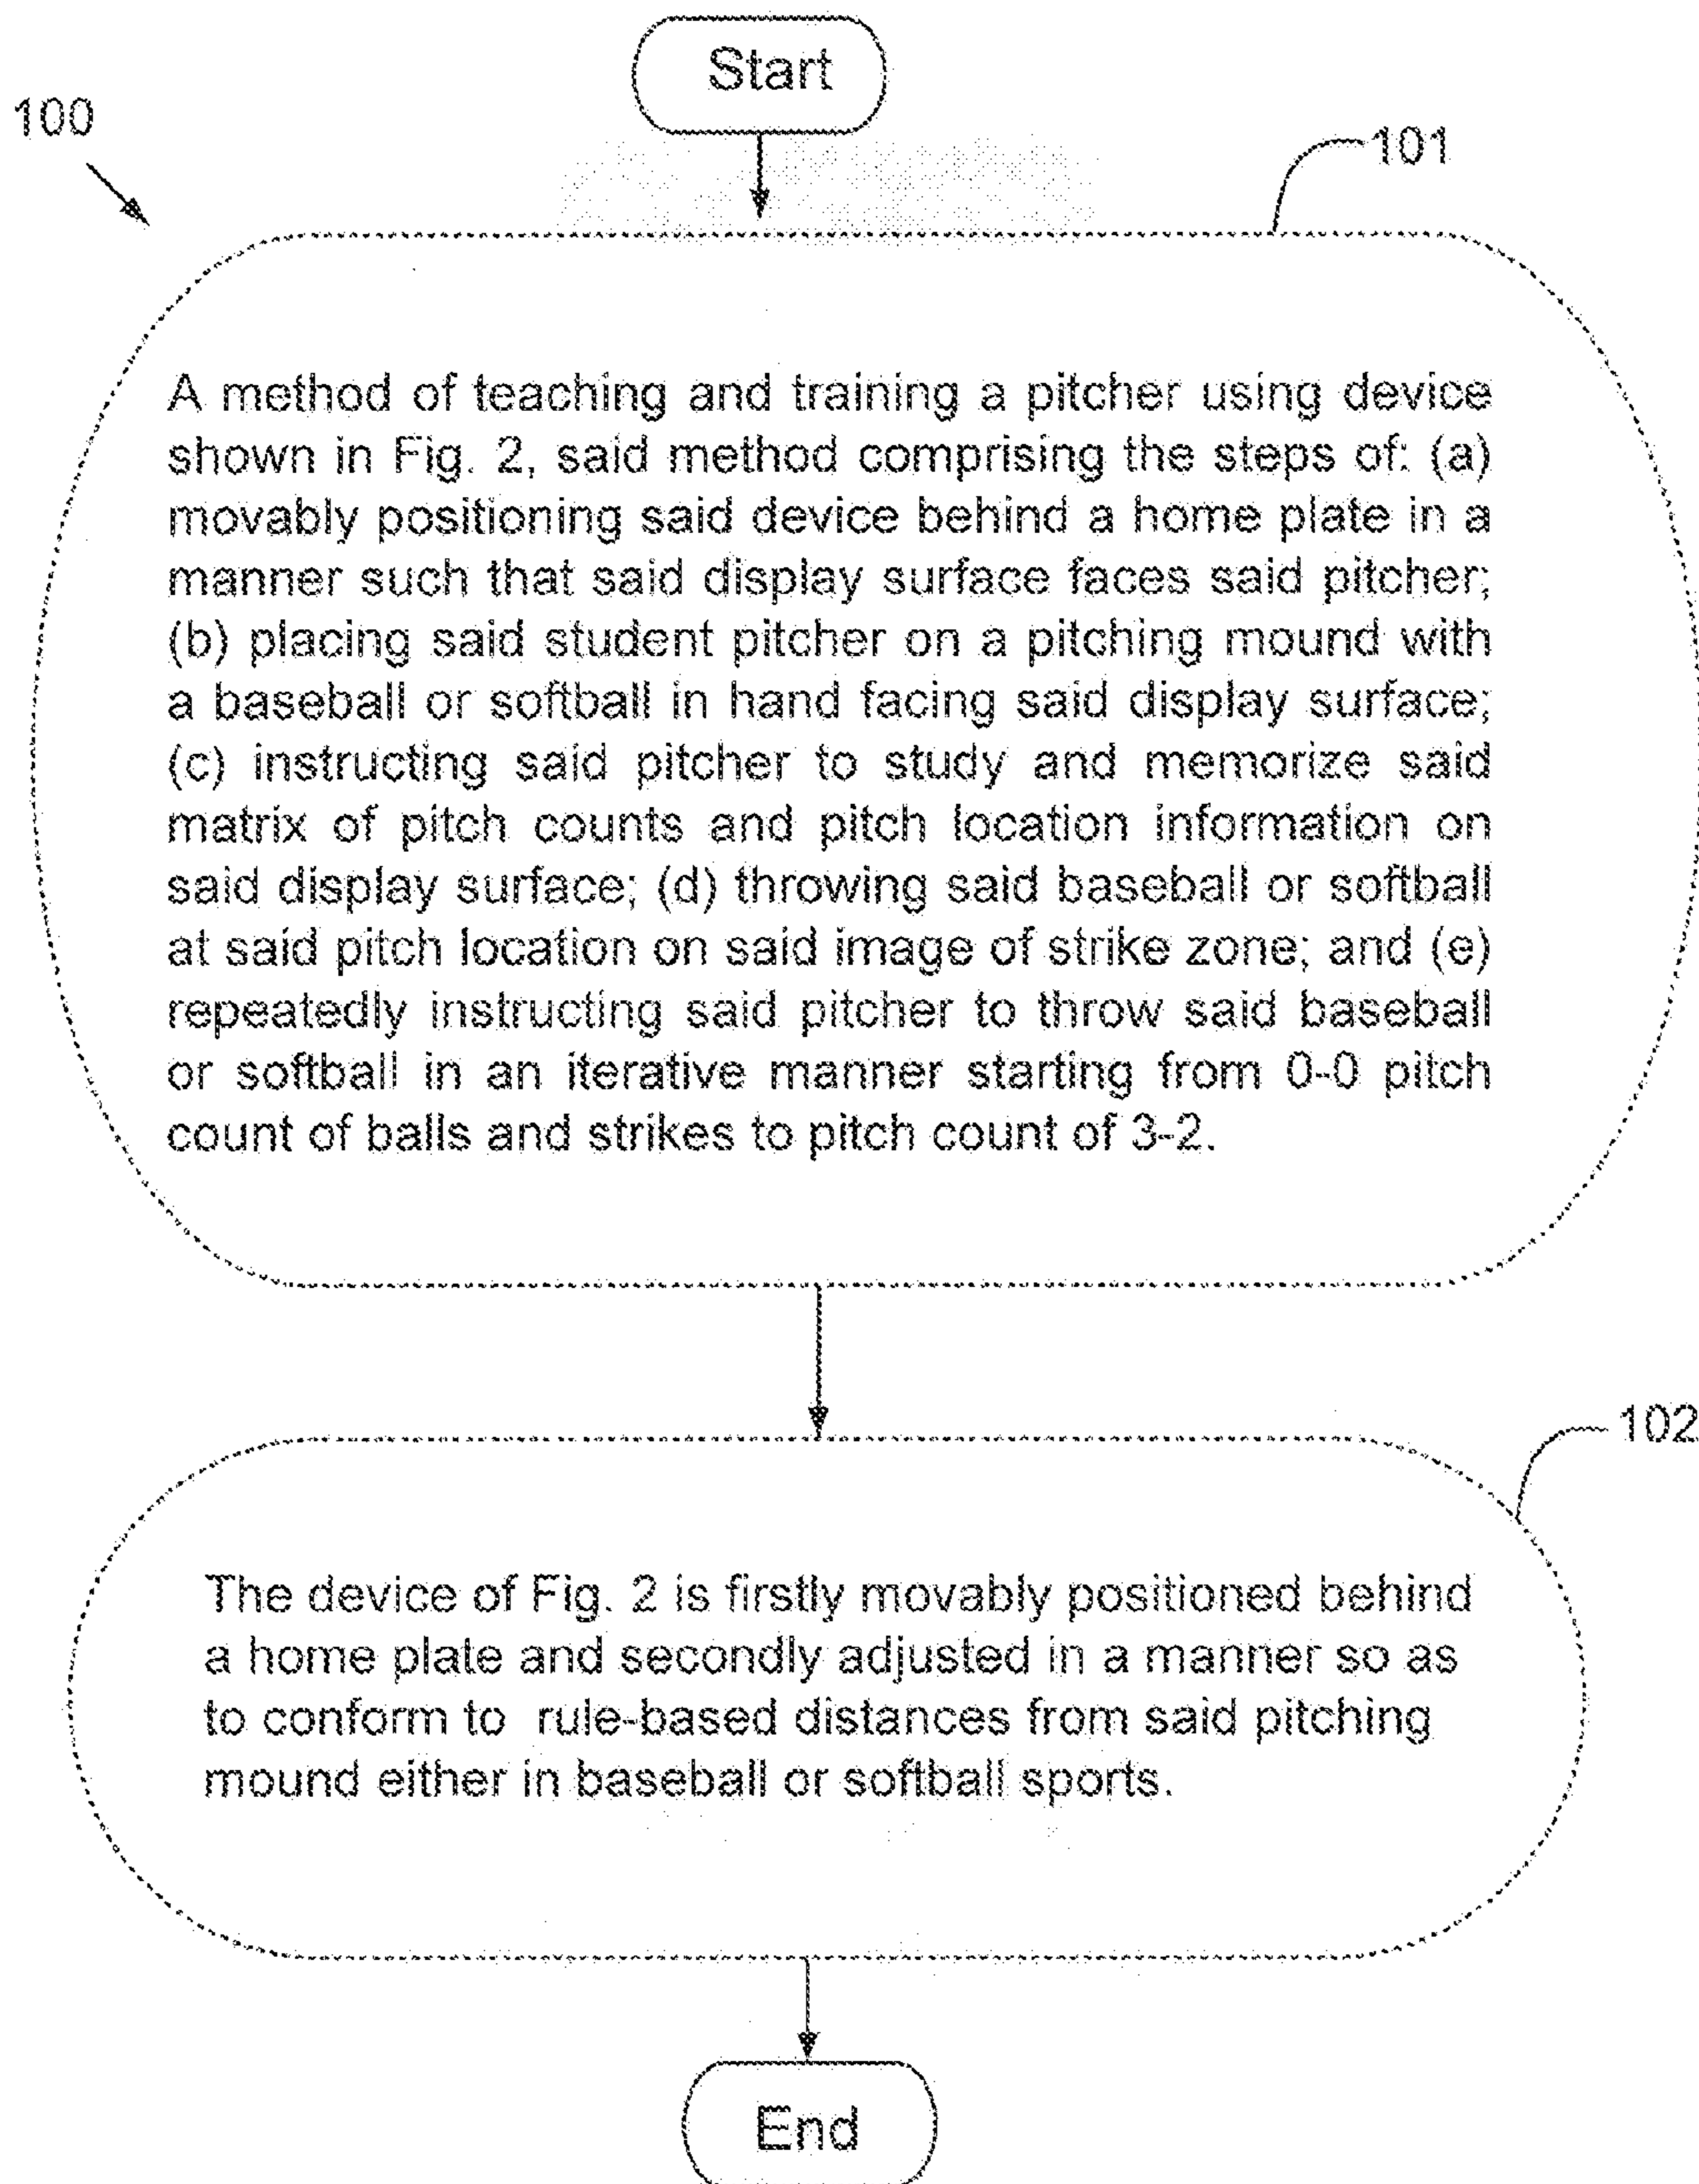 Start
100
101
A method of teaching and training a pitcher using device
shown in Fig. 2, said method comprising the steps of: (a)
movably positioning said device behind a home plate in a
manner such that said display surface faces said pitcher;
(b) placing said student pitcher on a pitching mound with
a baseball or softball in hand facing said display surface;
(c) instructing said pitcher to study and memorize said
matrix of pitch counts and pitch location information on
said display surface; (d) throwing said baseball or softball
at said pitch location on said image of strike zone; and (e)
repeatedly instructing said pitcher to throw said baseball
or softball in an iterative manner starting from 0-0 pitch
count of balls and strikes to pitch count of 3-2.
102
The device of Fig. 2 is firstly movably positioned behind
a home plate and secondly adjusted in a manner so as
to conform to rule-based distances from said pitching
mound either in baseball or softball sports.
End